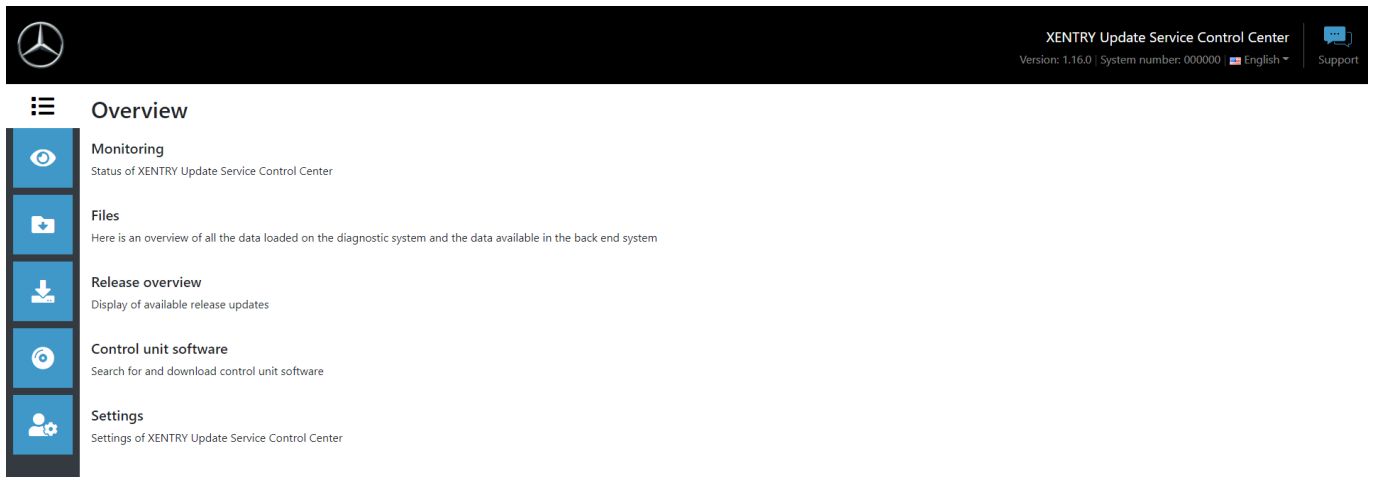 XENTRY Update Service Control Center
Version: 1.16.0 | System number: 000000 | English
Support
Overview
Monitoring
Status of XENTRY Update Service Control Center
Files
Here is an overview of all the data loaded on the diagnostic system and the data available in the back end system
Release overview
Display of available release updates
Control unit software
Search for and download control unit software
Settings
Settings of XENTRY Update Service Control Center